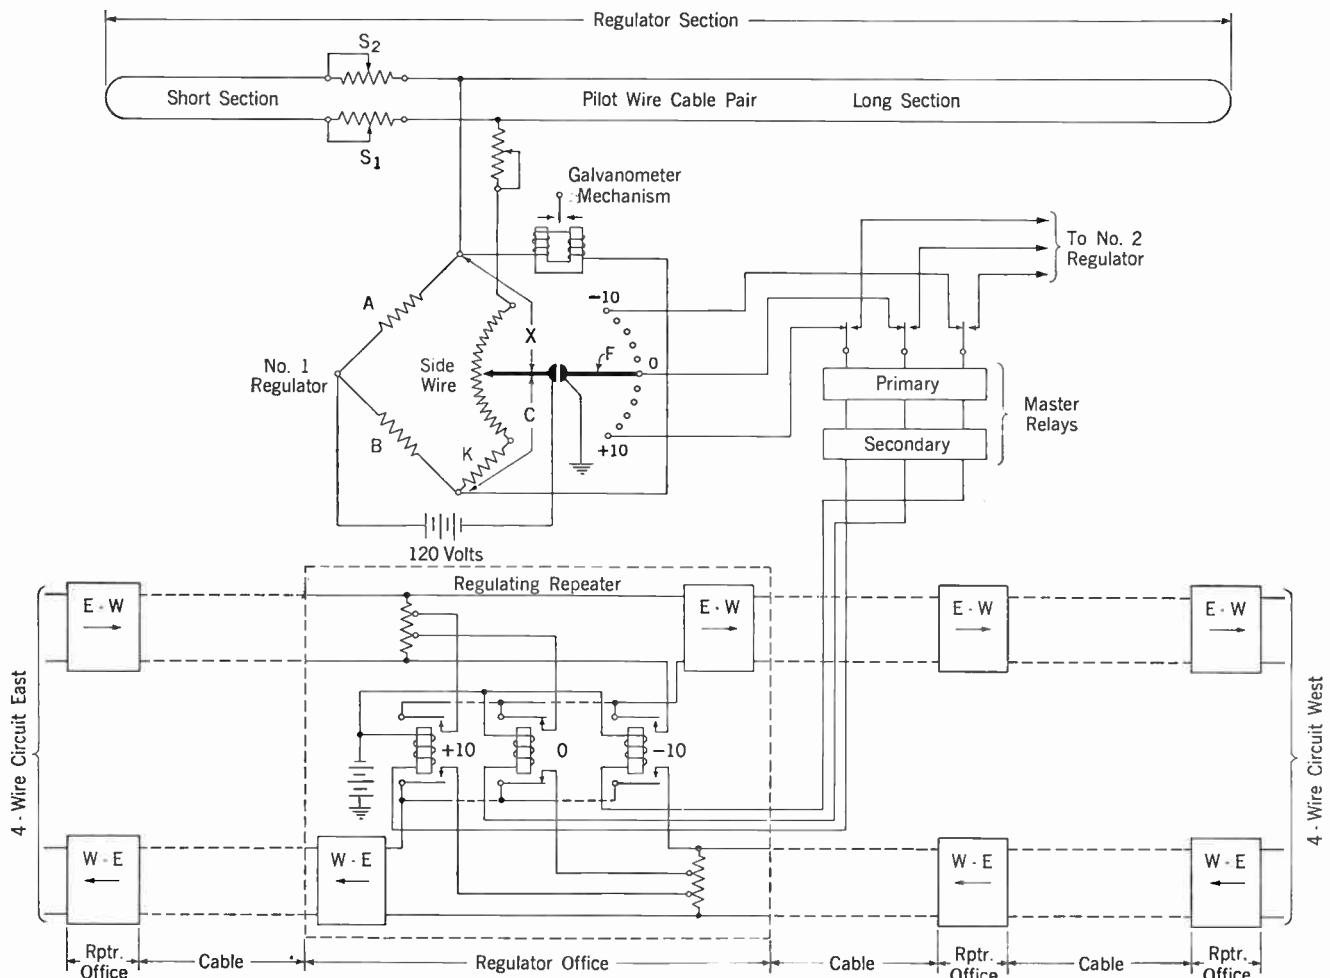 Regulator Section
S2
Short Section
Pilot Wire Cable Pair
Long Section
S1
Galvanometer
Mechanism
To No. 2
Regulator
A
-10
X
F
0
No. 1
Regulator
Side
Wire
C
B
K
+10
Primary
Master
Relays
Secondary
120 Volts
Regulating Repeater
E - W
E - W
E - W
E - W
4 - Wire Circuit East
4 - Wire Circuit West
+10
0
-10
W - E
W - E
W - E
W - E
Rptr.
Office
Cable
Regulator Office
Cable
Rptr.
Office
Cable
Rptr.
Office